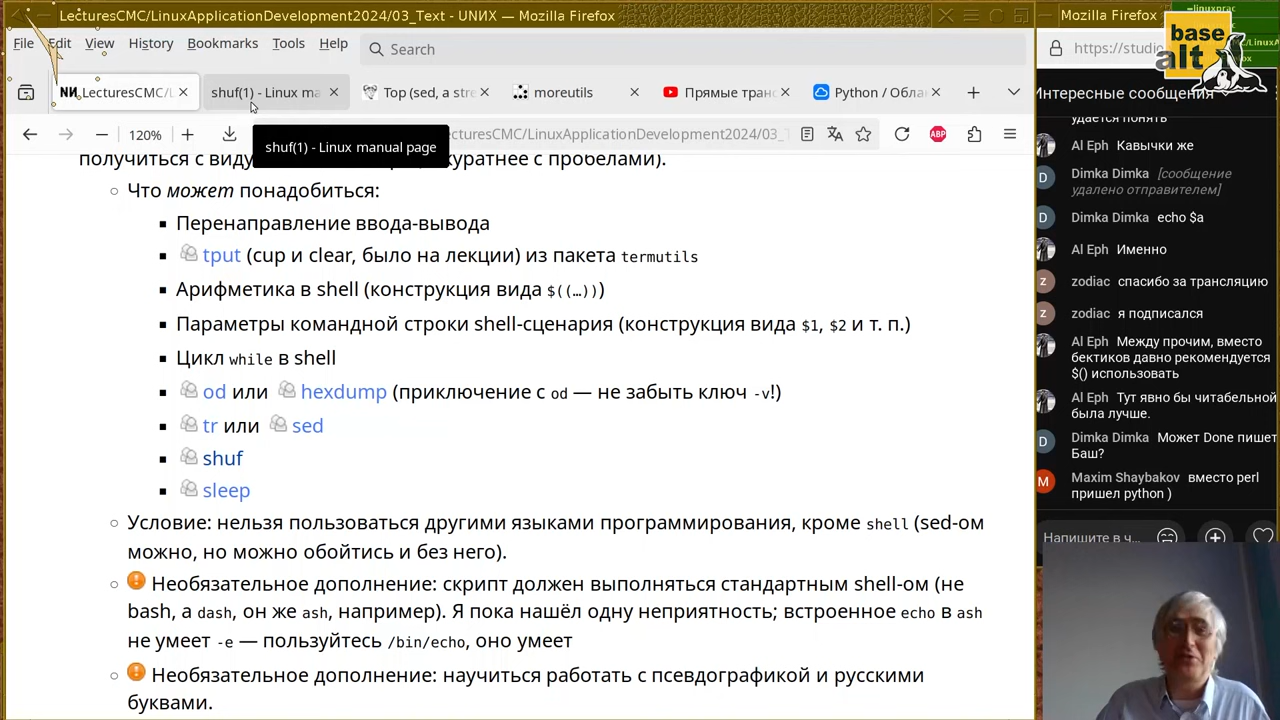 LecturesCMC/LinuxApplicationDevelopment2024/03_Text - UNИX — Mozilla Firefox
Mozilla Firefox
File Edit View History Bookmarks Tools Help
Search
https://studio
base
alt
LecturesCMC/L
shuf(1) - Linux ma
Top (sed, a stre
moreutils
Прямые транс
Python / Обла
120%
ecturesCMC/LinuxApplicationDevelopment2024/03_T
shuf(1) - Linux manual page
Что может понадобиться:
Перенаправление ввода-вывода
tput (cup и clear, было на лекции) из пакета termutils
Арифметика в shell (конструкция вида $((…)))
Параметры командной строки shell-сценария (конструкция вида $1, $2 и т. п.)
Цикл while в shell
od или hexdump (приключение с od — не забыть ключ -v!)
tr или sed
shuf
sleep
Условие: нельзя пользоваться другими языками программирования, кроме shell (sed-ом
можно, но можно обойтись и без него).
Необязательное дополнение: скрипт должен выполняться стандартным shell-ом (не
bash, а dash, он же ash, например). Я пока нашёл одну неприятность; встроенное echo в ash
не умеет -e — пользуйтесь /bin/echo, оно умеет
Необязательное дополнение: научиться работать с псевдографикой и русскими
буквами.
Интересные сообщения
удается понять
Al Eph Кавычки же
Dimka Dimka [сообщение
удалено отправителем]
Dimka Dimka echo $a
Al Eph Именно
zodiac спасибо за трансляцию
zodiac я подписался
Al Eph Между прочим, вместо
бектиков давно рекомендуется
$() использовать
Al Eph Тут явно бы читабельной
была лучше.
Dimka Dimka Может Done пишет
Баш?
Maxim Shaybakov вместо perl
пришел python )
Напишите в ч...